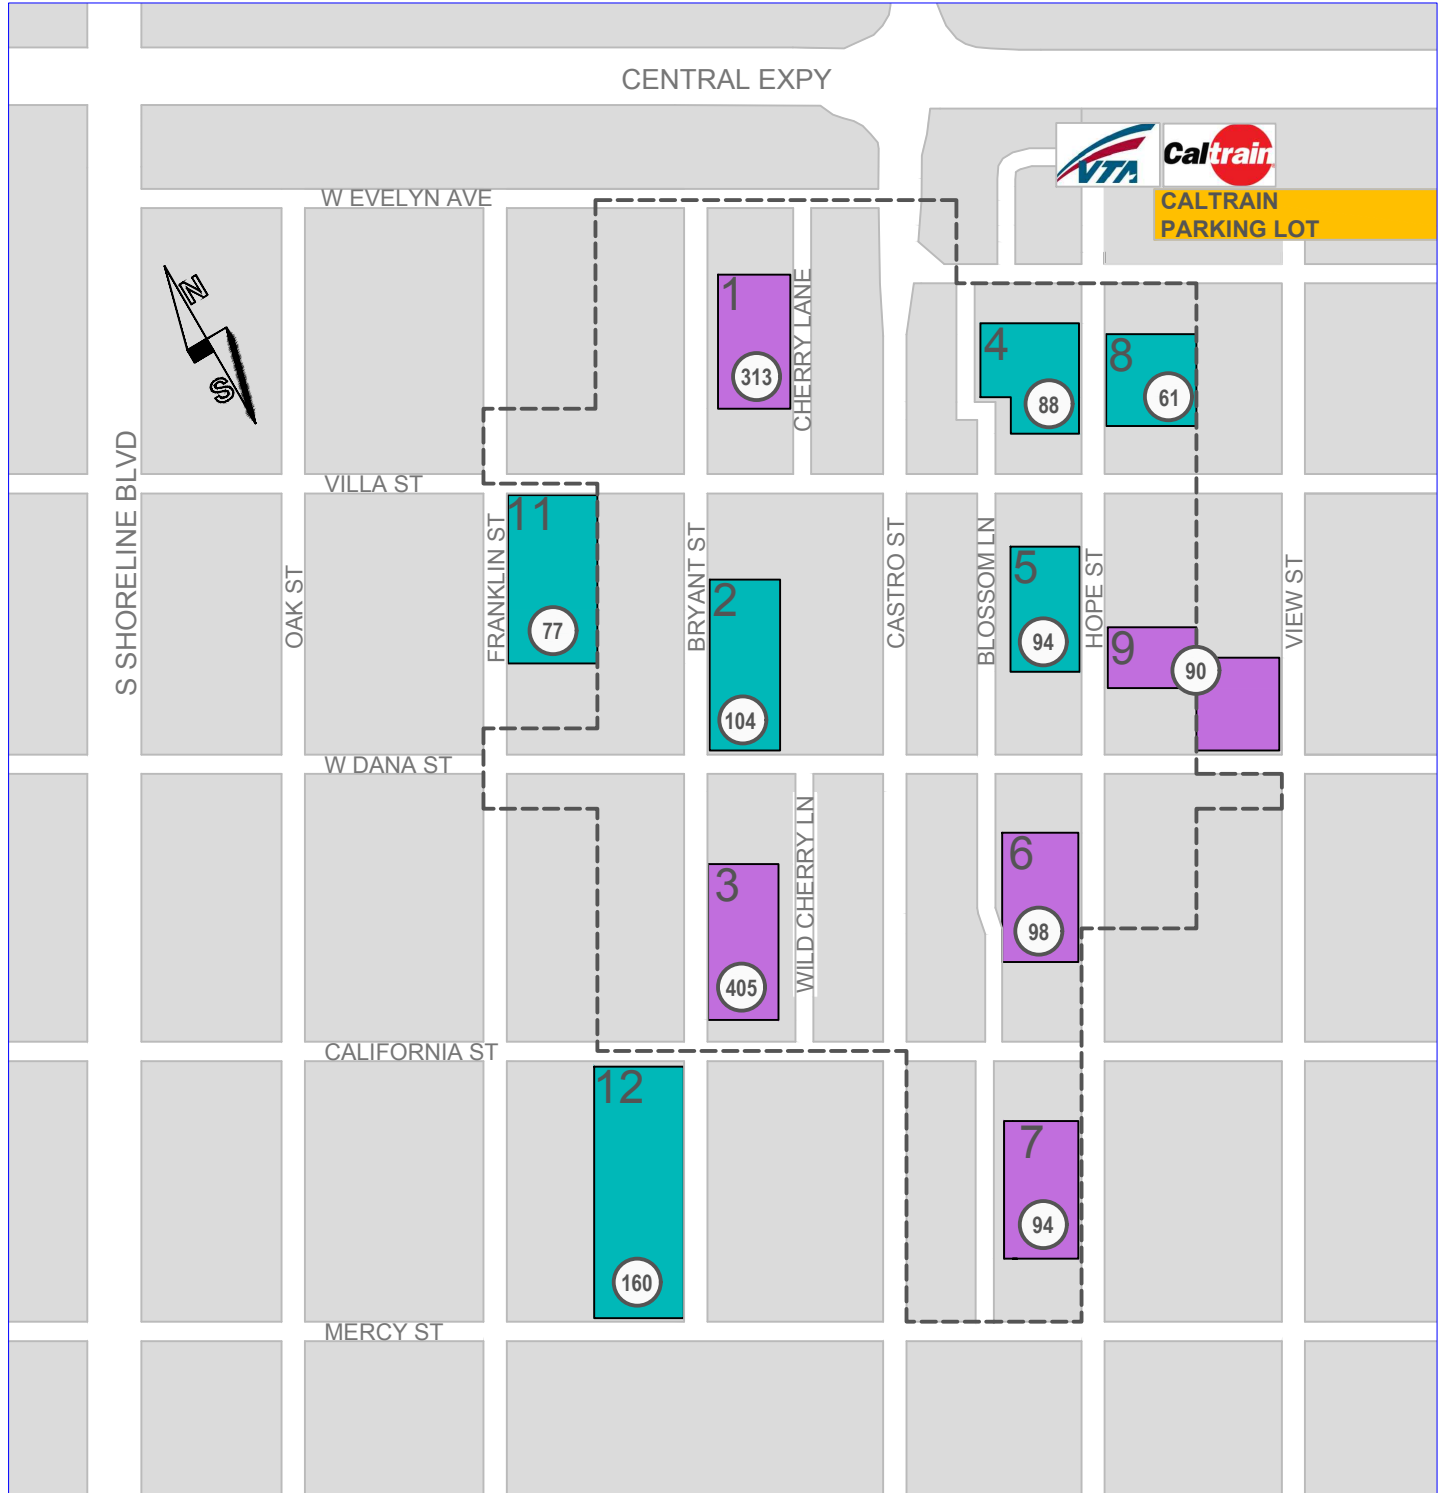 CENTRAL EXPY
VTA
Caltrain
W EVELYN AVE
CALTRAIN
PARKING LOT
N
S
1
313
CHERRY LANE
4
88
8
61
S SHORELINE BLVD
VILLA ST
OAK ST
FRANKLIN ST
11
77
BRYANT ST
2
104
CASTRO ST
BLOSSOM LN
5
94
HOPE ST
9
90
VIEW ST
W DANA ST
3
405
WILD CHERRY LN
6
98
CALIFORNIA ST
12
160
7
94
MERCY ST